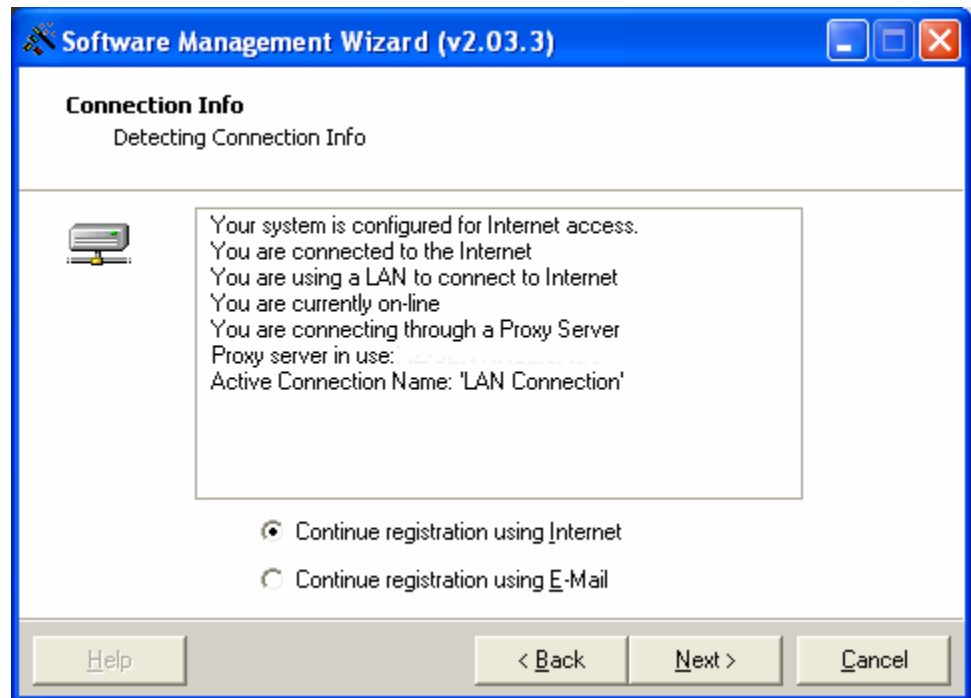 Software Management Wizard (v2.03.3)
Connection Info
Detecting Connection Info
Your system is configured for Internet access.
You are connected to the Internet
You are using a LAN to connect to Internet
You are currently on-line
You are connecting through a Proxy Server
Proxy server in use:
Active Connection Name: 'LAN Connection'
Continue registration using Internet
Continue registration using E-Mail
Help
< Back
Next >
Cancel